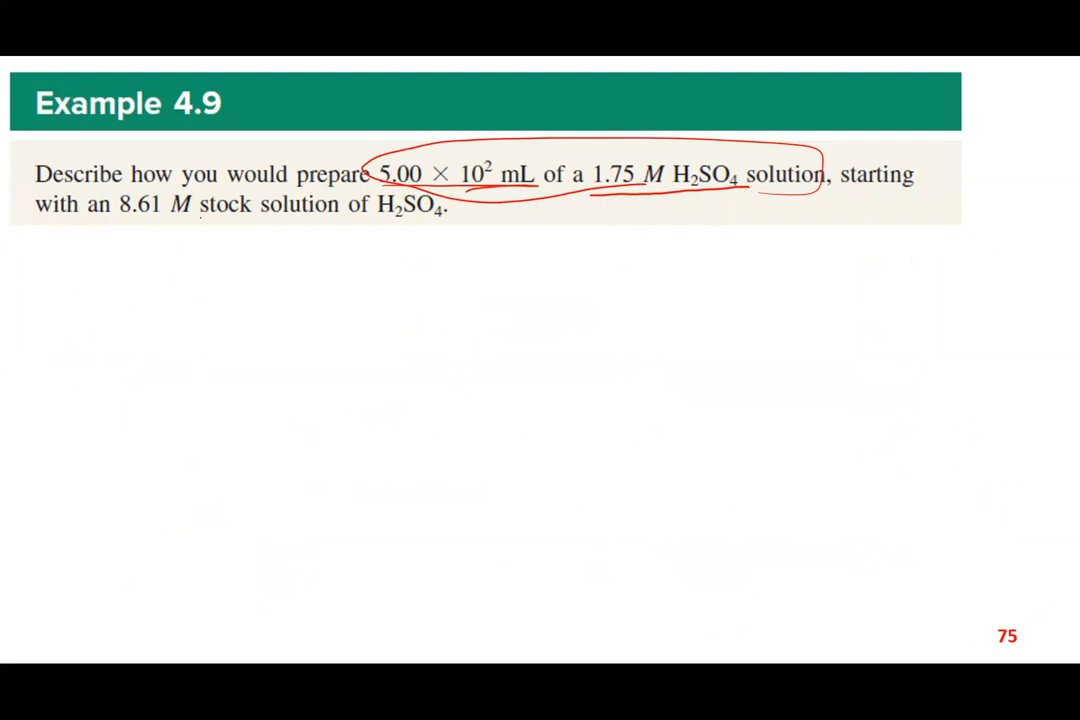 Example 4.9
Describe how you would prepare 5.00 × 10² mL of a 1.75 M H₂SO₄ solution, starting
with an 8.61 M stock solution of H₂SO₄.
75